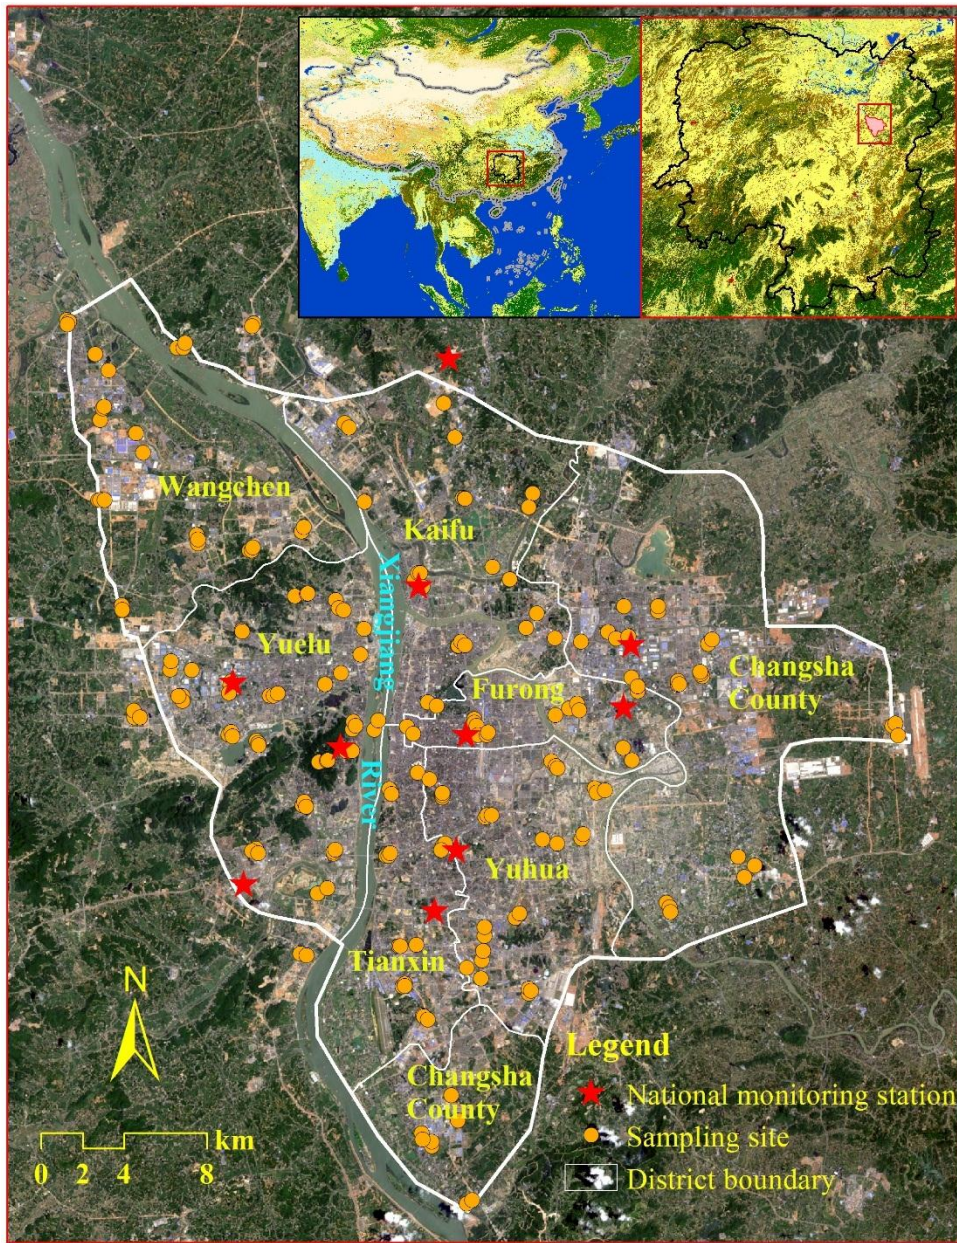 Wangchen
Kaifu
Xiangjiang
River
Yuelu
Furong
Changsha
County
Yuhua
Tianxin
N
Changsha
County
km
0 2 4 8
Legend
National monitoring station
Sampling site
District boundary